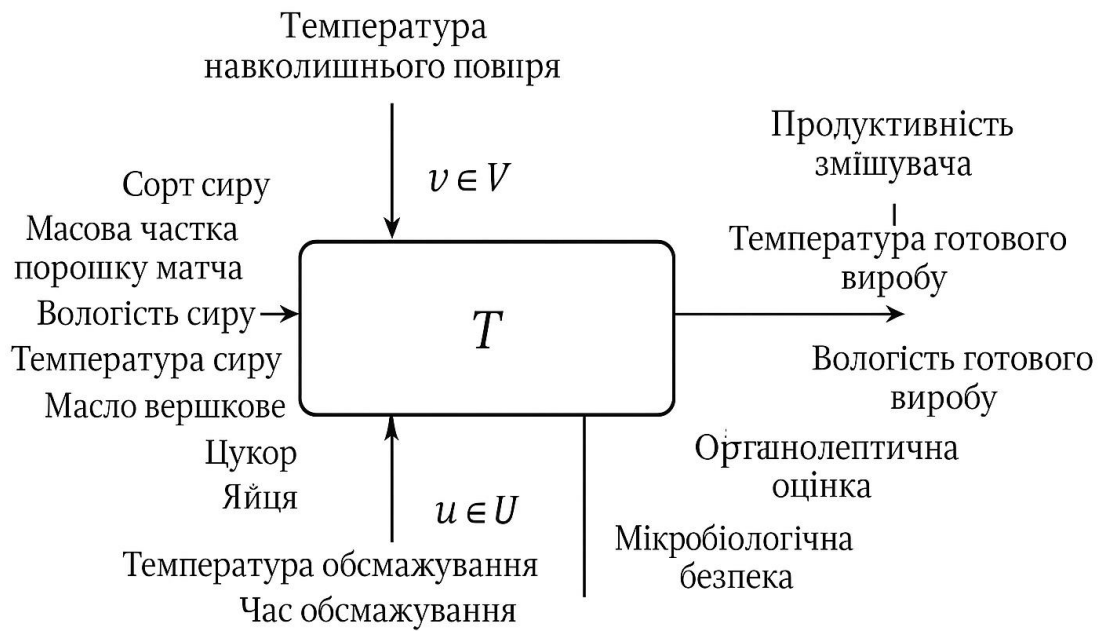 Температура
навколишнього повіря
Сорт сиру
Масова частка
порошку матча
Вологість сиру
Температура сиру
Масло вершкове
Цукор
Яйця
v ∈ V
T
u ∈ U
Температура обсмажування
Час обсмажування
Продуктивність
змішувача
Температура готового
виробу
Вологість готового
виробу
оцінка
Мікробіологічна
безпека